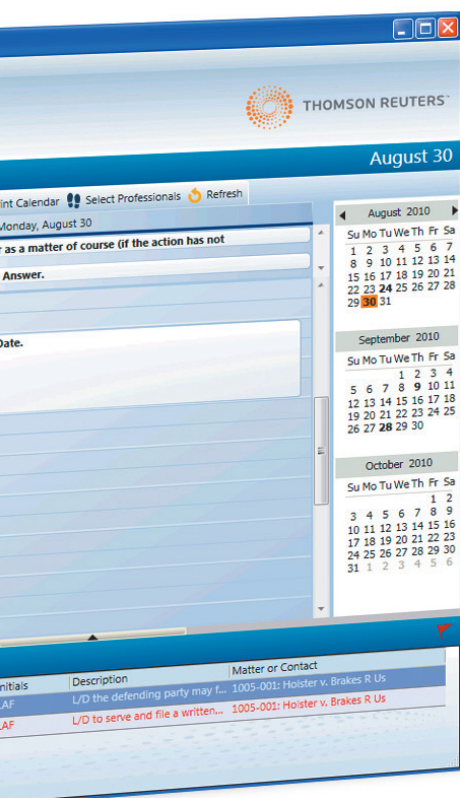 THOMSON REUTERS
August 30
int Calendar Select Professionals Refresh
Monday, August 30
r as a matter of course (if the action has not
Answer.
Date.
August 2010
Su Mo Tu We Th Fr Sa
1 2 3 4 5 6 7
8 9 10 11 12 13 14
15 16 17 18 19 20 21
22 23 24 25 26 27 28
29 30 31
September 2010
Su Mo Tu We Th Fr Sa
1 2 3 4
5 6 7 8 9 10 11
12 13 14 15 16 17 18
19 20 21 22 23 24 25
26 27 28 29 30
October 2010
Su Mo Tu We Th Fr Sa
1 2
3 4 5 6 7 8 9
10 11 12 13 14 15 16
17 18 19 20 21 22 23
24 25 26 27 28 29 30
31 1 2 3 4 5 6
nitials Description Matter or Contact
AF L/D the defending party may f... 1005-001: Holster v. Brakes R Us
AF L/D to serve and file a written... 1005-001: Holster v. Brakes R Us